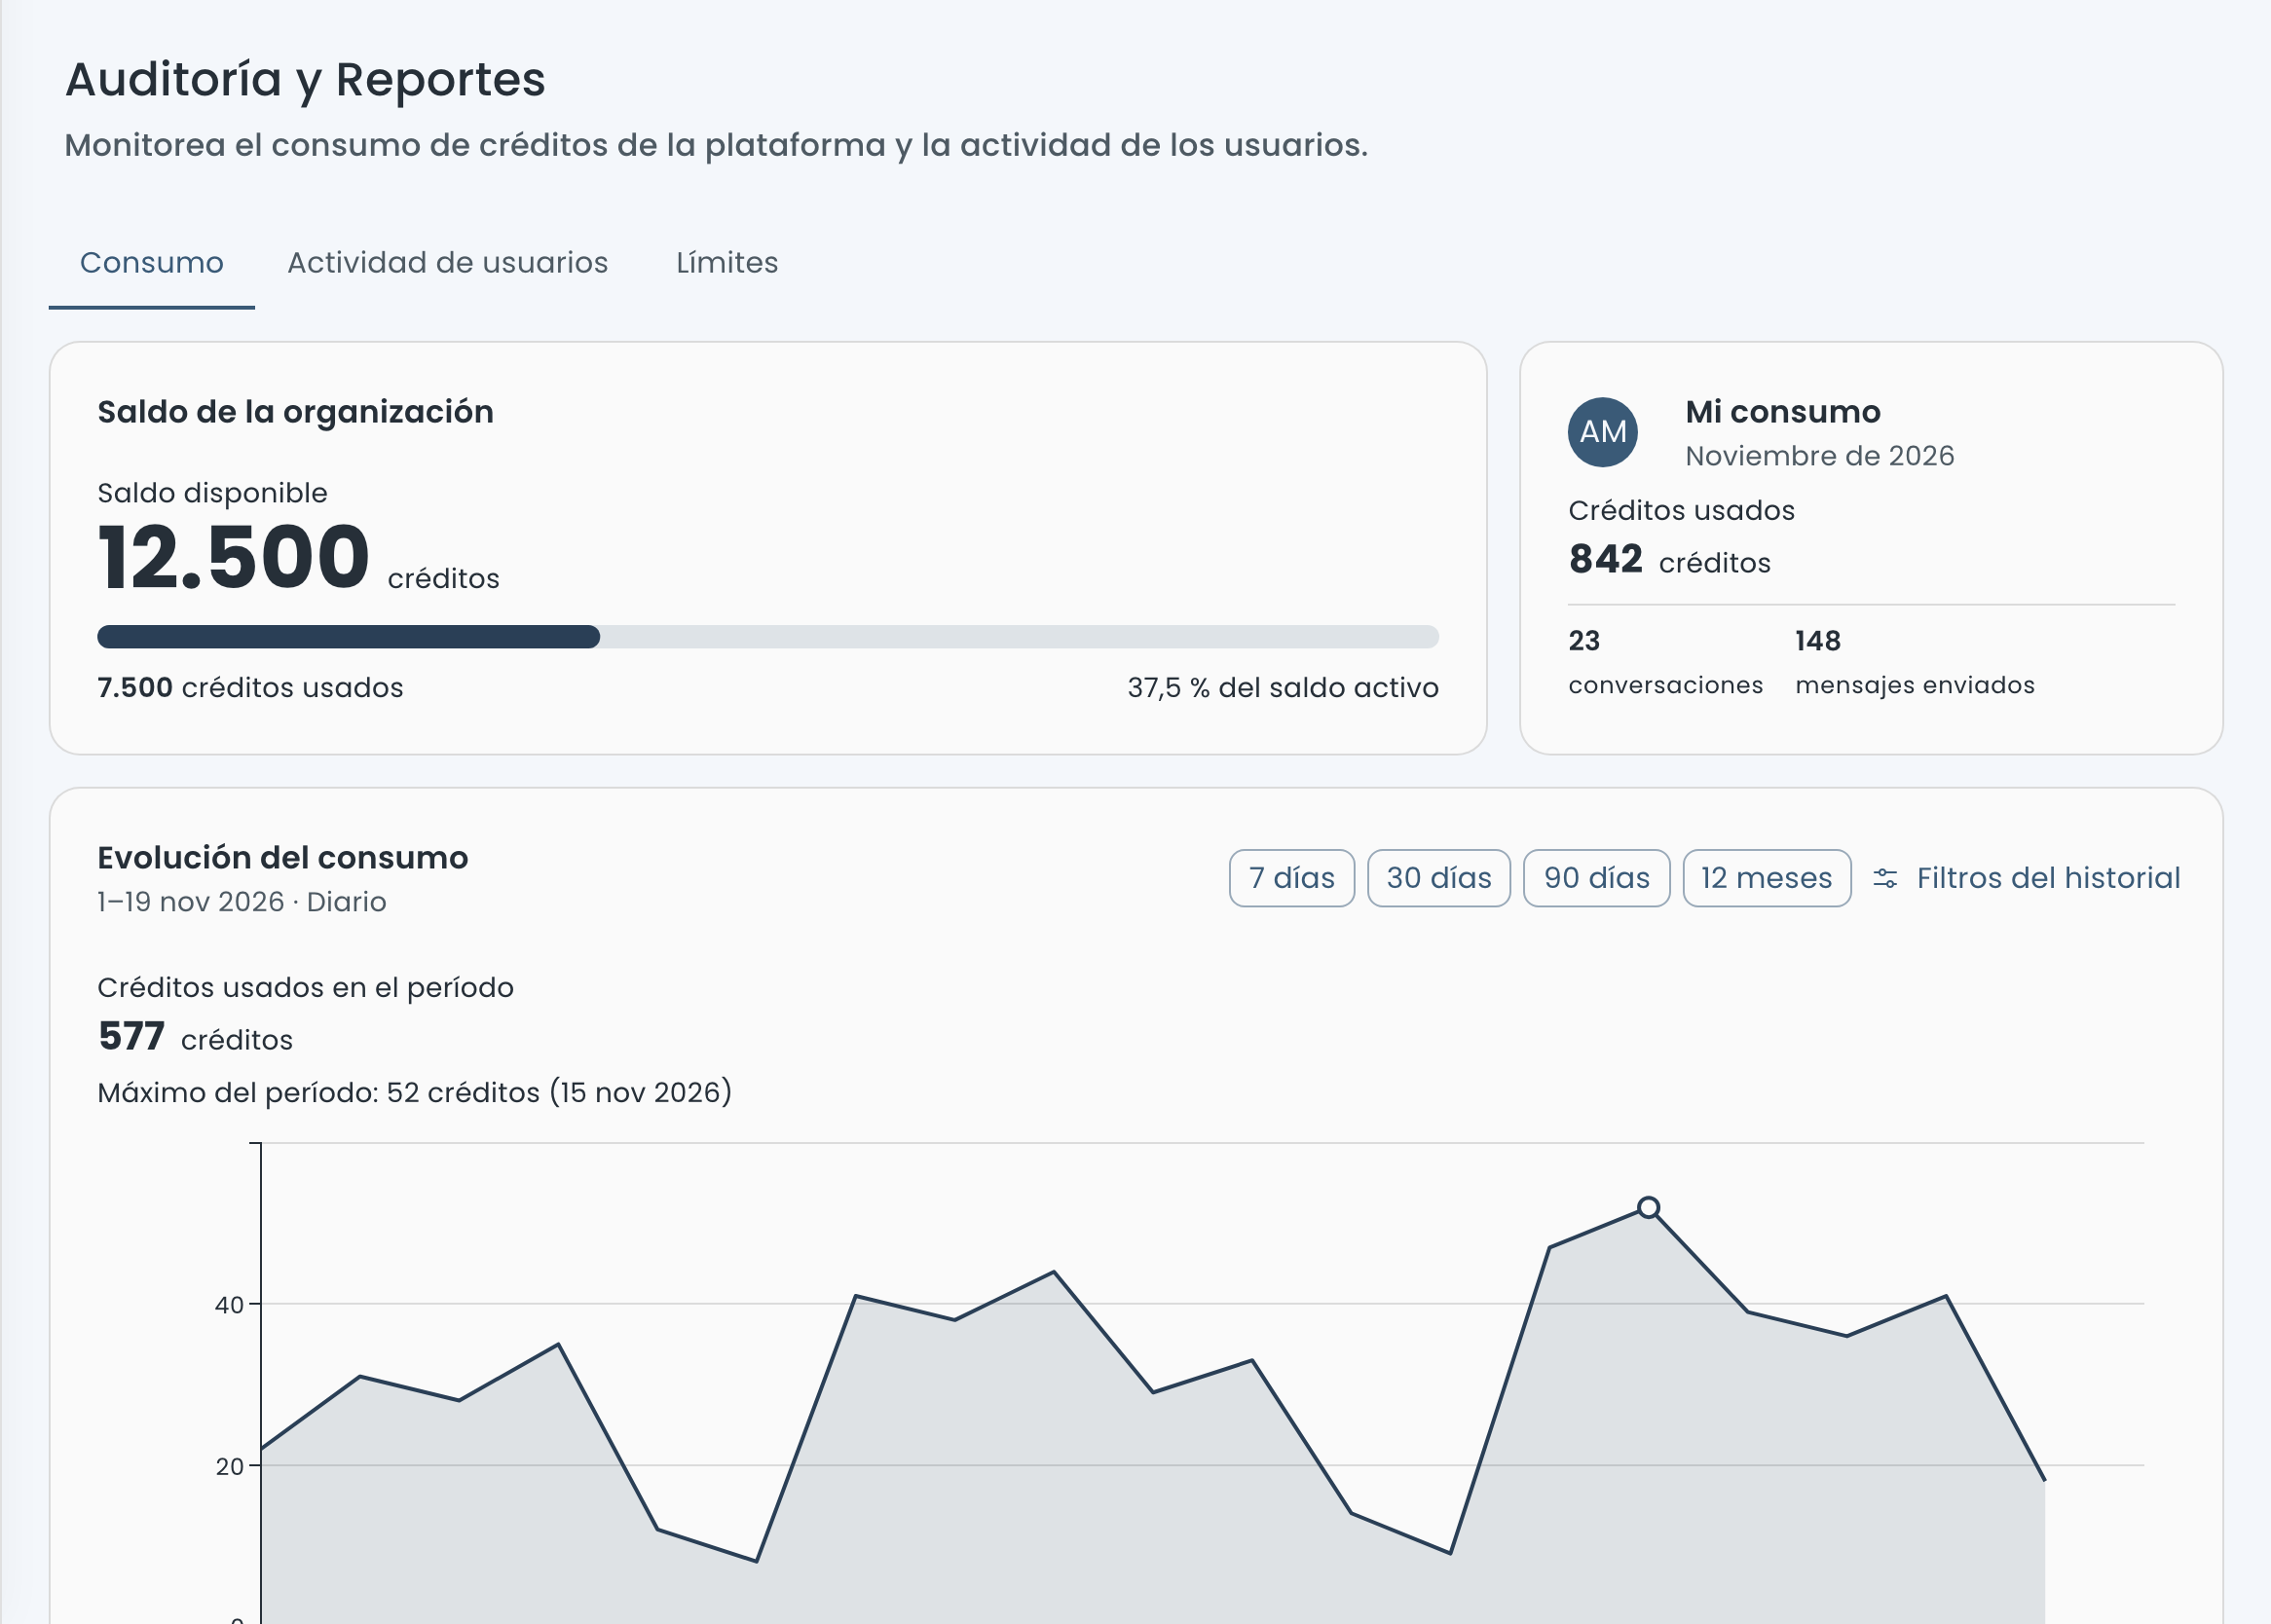 Auditoría y Reportes
Monitorea el consumo de créditos de la plataforma y la actividad de los usuarios.
Consumo
Actividad de usuarios
Límites
Saldo de la organización
Saldo disponible
12.500 créditos
7.500 créditos usados
37,5 % del saldo activo
AM
Mi consumo
Noviembre de 2026
Créditos usados
842 créditos
23
conversaciones
148
mensajes enviados
Evolución del consumo
1–19 nov 2026 · Diario
7 días
30 días
90 días
12 meses
Filtros del historial
Créditos usados en el período
577 créditos
Máximo del período: 52 créditos (15 nov 2026)
40
20